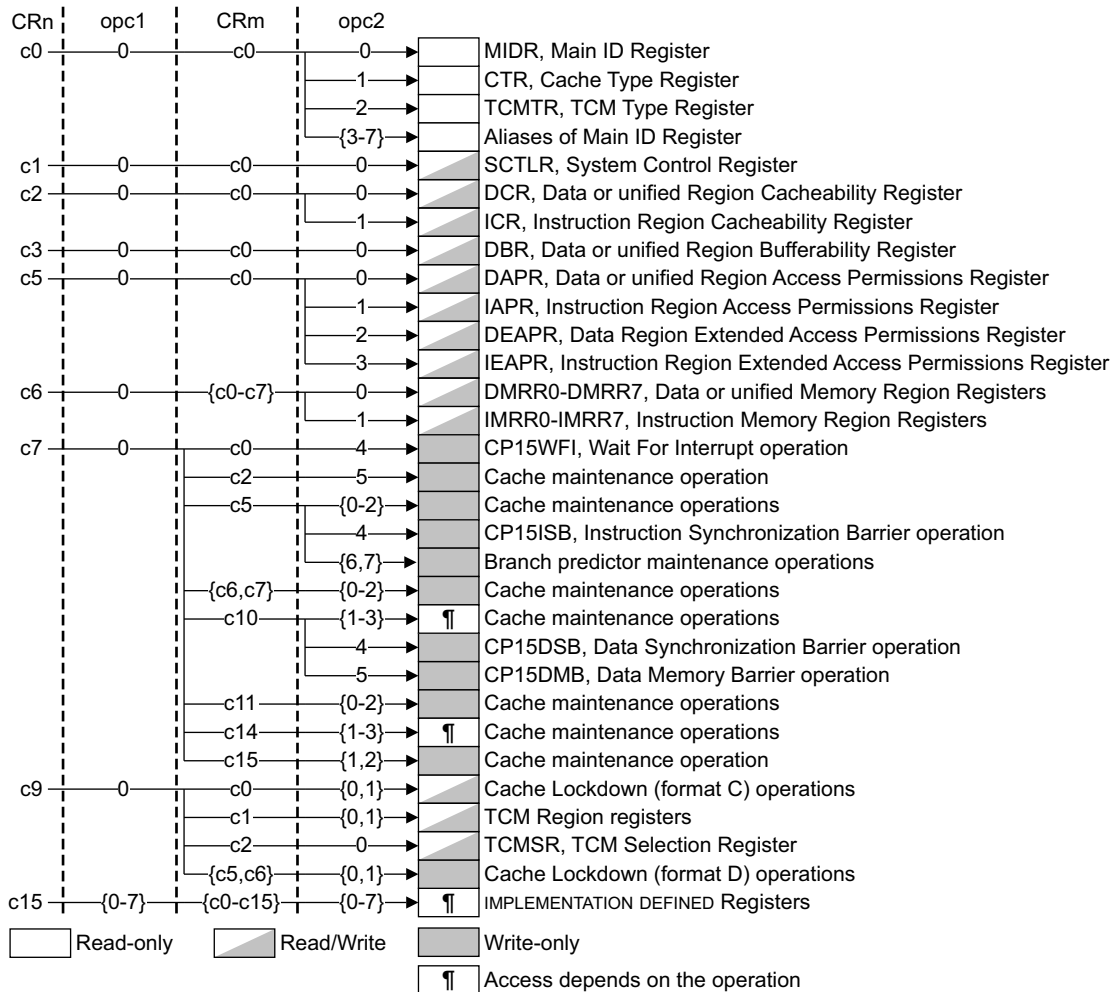 CRn opc1 CRm opc2
c0 0 c0 0 MIDR, Main ID Register
1 CTR, Cache Type Register
2 TCMTR, TCM Type Register
{3-7} Aliases of Main ID Register
c1 0 c0 0 SCTLR, System Control Register
c2 0 c0 0 DCR, Data or unified Region Cacheability Register
1 ICR, Instruction Region Cacheability Register
c3 0 c0 0 DBR, Data or unified Region Bufferability Register
c5 0 c0 0 DAPR, Data or unified Region Access Permissions Register
1 IAPR, Instruction Region Access Permissions Register
2 DEAPR, Data Region Extended Access Permissions Register
3 IEAPR, Instruction Region Extended Access Permissions Register
c6 0 {c0-c7} 0 DMRR0-DMRR7, Data or unified Memory Region Registers
1 IMRR0-IMRR7, Instruction Memory Region Registers
c7 0 c0 4 CP15WFI, Wait For Interrupt operation
c2 5 Cache maintenance operation
c5 {0-2} Cache maintenance operations
4 CP15ISB, Instruction Synchronization Barrier operation
{6,7} Branch predictor maintenance operations
{c6,c7} {0-2} Cache maintenance operations
c10 {1-3} ¶ Cache maintenance operations
4 CP15DSB, Data Synchronization Barrier operation
5 CP15DMB, Data Memory Barrier operation
c11 {0-2} Cache maintenance operations
c14 {1-3} ¶ Cache maintenance operations
c15 {1,2} Cache maintenance operation
c9 0 c0 {0,1} Cache Lockdown (format C) operations
c1 {0,1} TCM Region registers
c2 0 TCMSR, TCM Selection Register
{c5,c6} {0,1} Cache Lockdown (format D) operations
c15 {0-7} {c0-c15} {0-7} ¶ IMPLEMENTATION DEFINED Registers
Read-only Read/Write Write-only
¶ Access depends on the operation